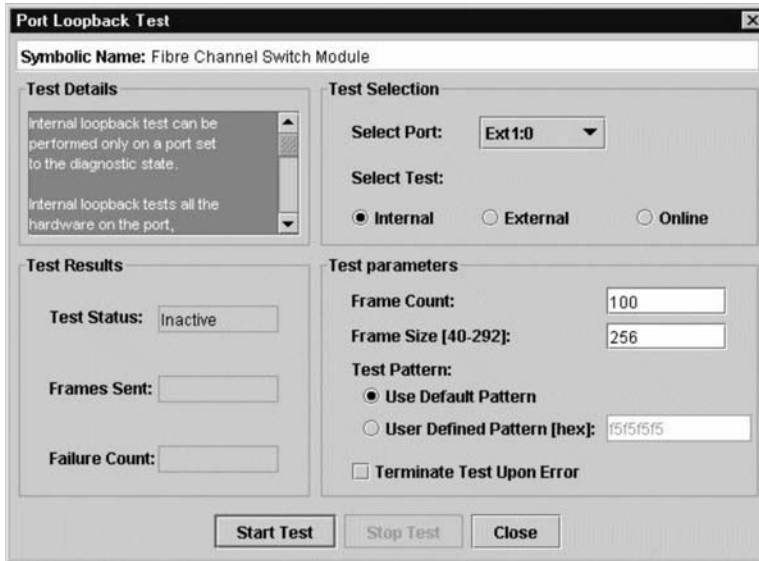 Port Loopback Test
Symbolic Name: Fibre Channel Switch Module
Test Details
Internal loopback test can be
performed only on a port set
to the diagnostic state.
Internal loopback tests all the
hardware on the port,
Test Selection
Select Port: Ext1:0
Select Test:
Internal External Online
Test Results
Test Status: Inactive
Frames Sent:
Failure Count:
Test parameters
Frame Count: 100
Frame Size [40-292]: 256
Test Pattern:
Use Default Pattern
User Defined Pattern [hex]: f5f5f5f5
Terminate Test Upon Error
Start Test Stop Test Close